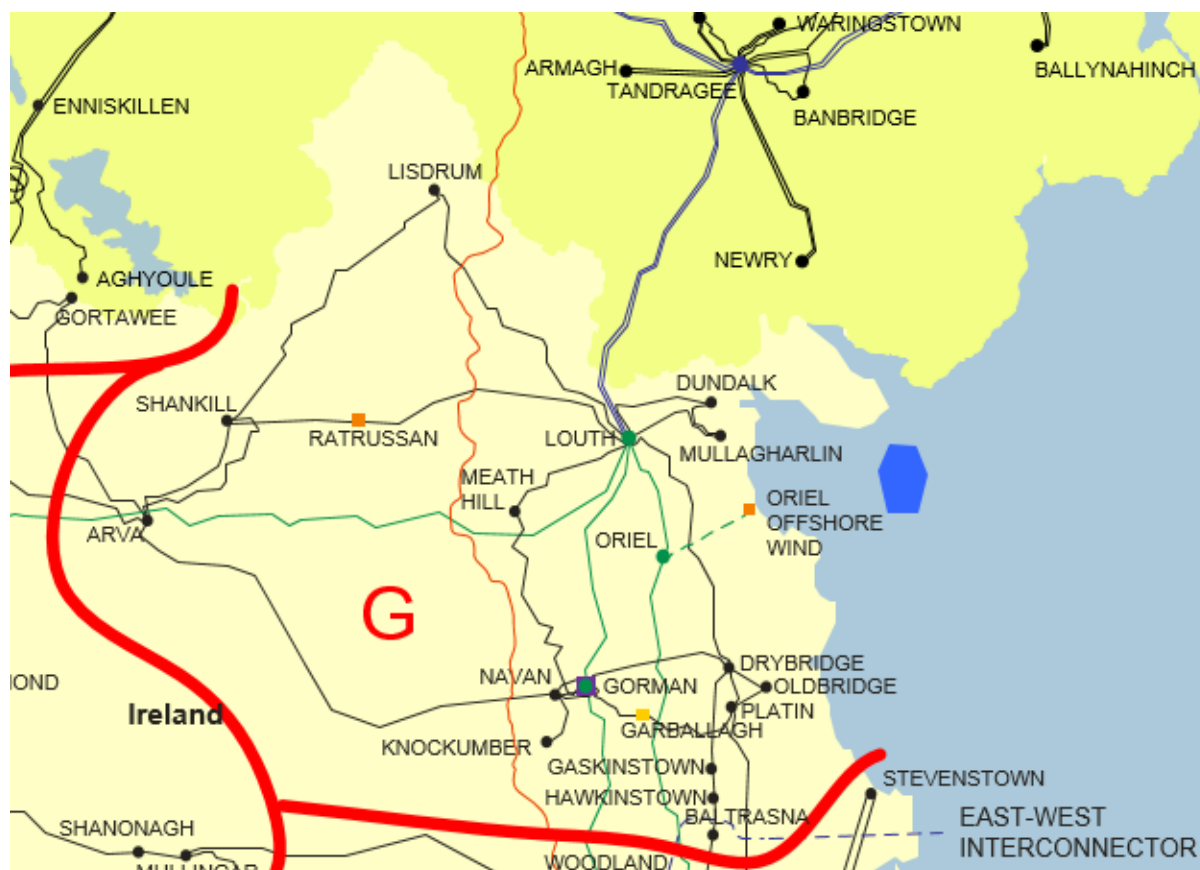 WARINGSTOWN
ARMAGH
TANDRAGEE
BALLYNAHINCH
ENNISKILLEN
BANBRIDGE
LISDRUM
NEWRY
AGHYOULE
GORTAWEE
DUNDALK
SHANKILL
RATRUSSAN
LOUTH
MULLAGHARLIN
MEATH
HILL
ORIEL
OFFSHORE
WIND
ARVA
ORIEL
G
DRYBRIDGE
NAVAN
GORMAN
OLDBRIDGE
PLATIN
Ireland
GARBALLAGH
KNOCKUMBER
GASKINSTOWN
STEVENSTOWN
HAWKINSTOWN
BALTRASNA
EAST-WEST
INTERCONNECTOR
SHANONAGH
WOODLAND